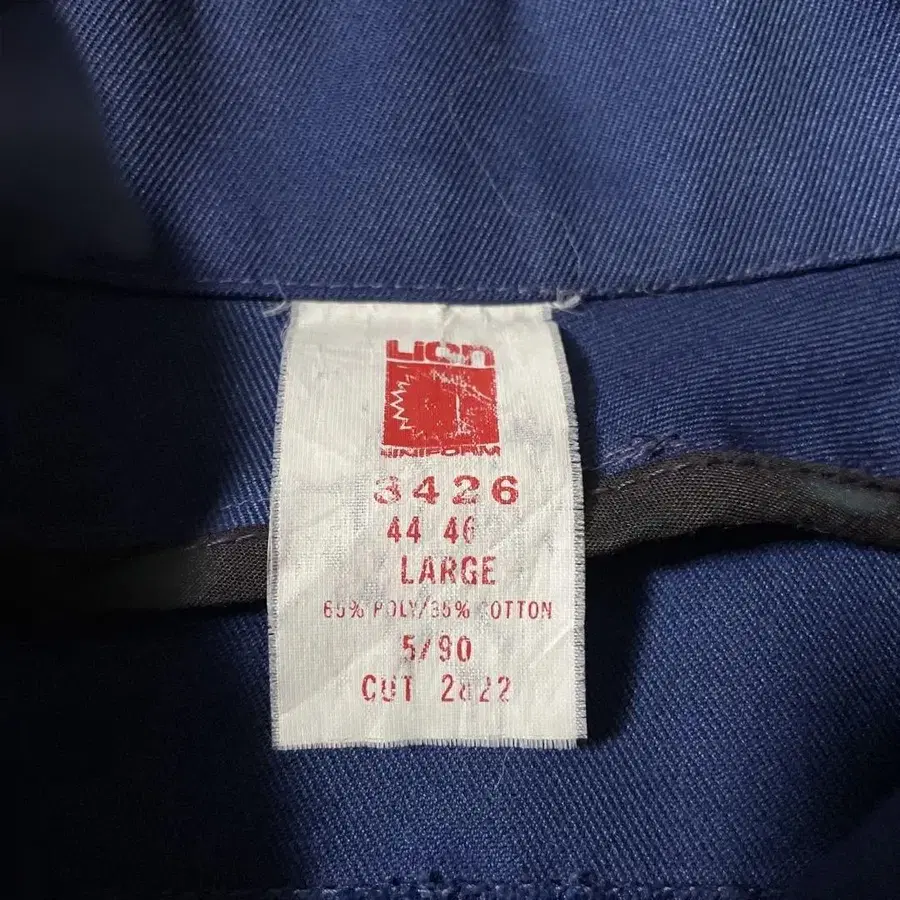 LION
UNIFORM
3426
44 46
LARGE
65% POLY/35% COTTON
5/90
CUT 2822